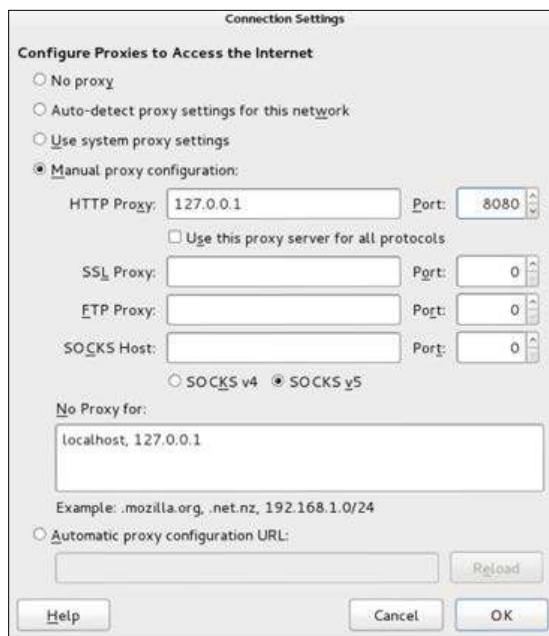 Connection Settings
Configure Proxies to Access the Internet
No proxy
Auto-detect proxy settings for this network
Use system proxy settings
Manual proxy configuration:
HTTP Proxy: 127.0.0.1 Port: 8080
Use this proxy server for all protocols
SSL Proxy: Port: 0
FTP Proxy: Port: 0
SOCKS Host: Port: 0
SOCKS v4 SOCKS v5
No Proxy for:
localhost, 127.0.0.1
Example: .mozilla.org, .net.nz, 192.168.1.0/24
Automatic proxy configuration URL:
Reload
Help Cancel OK